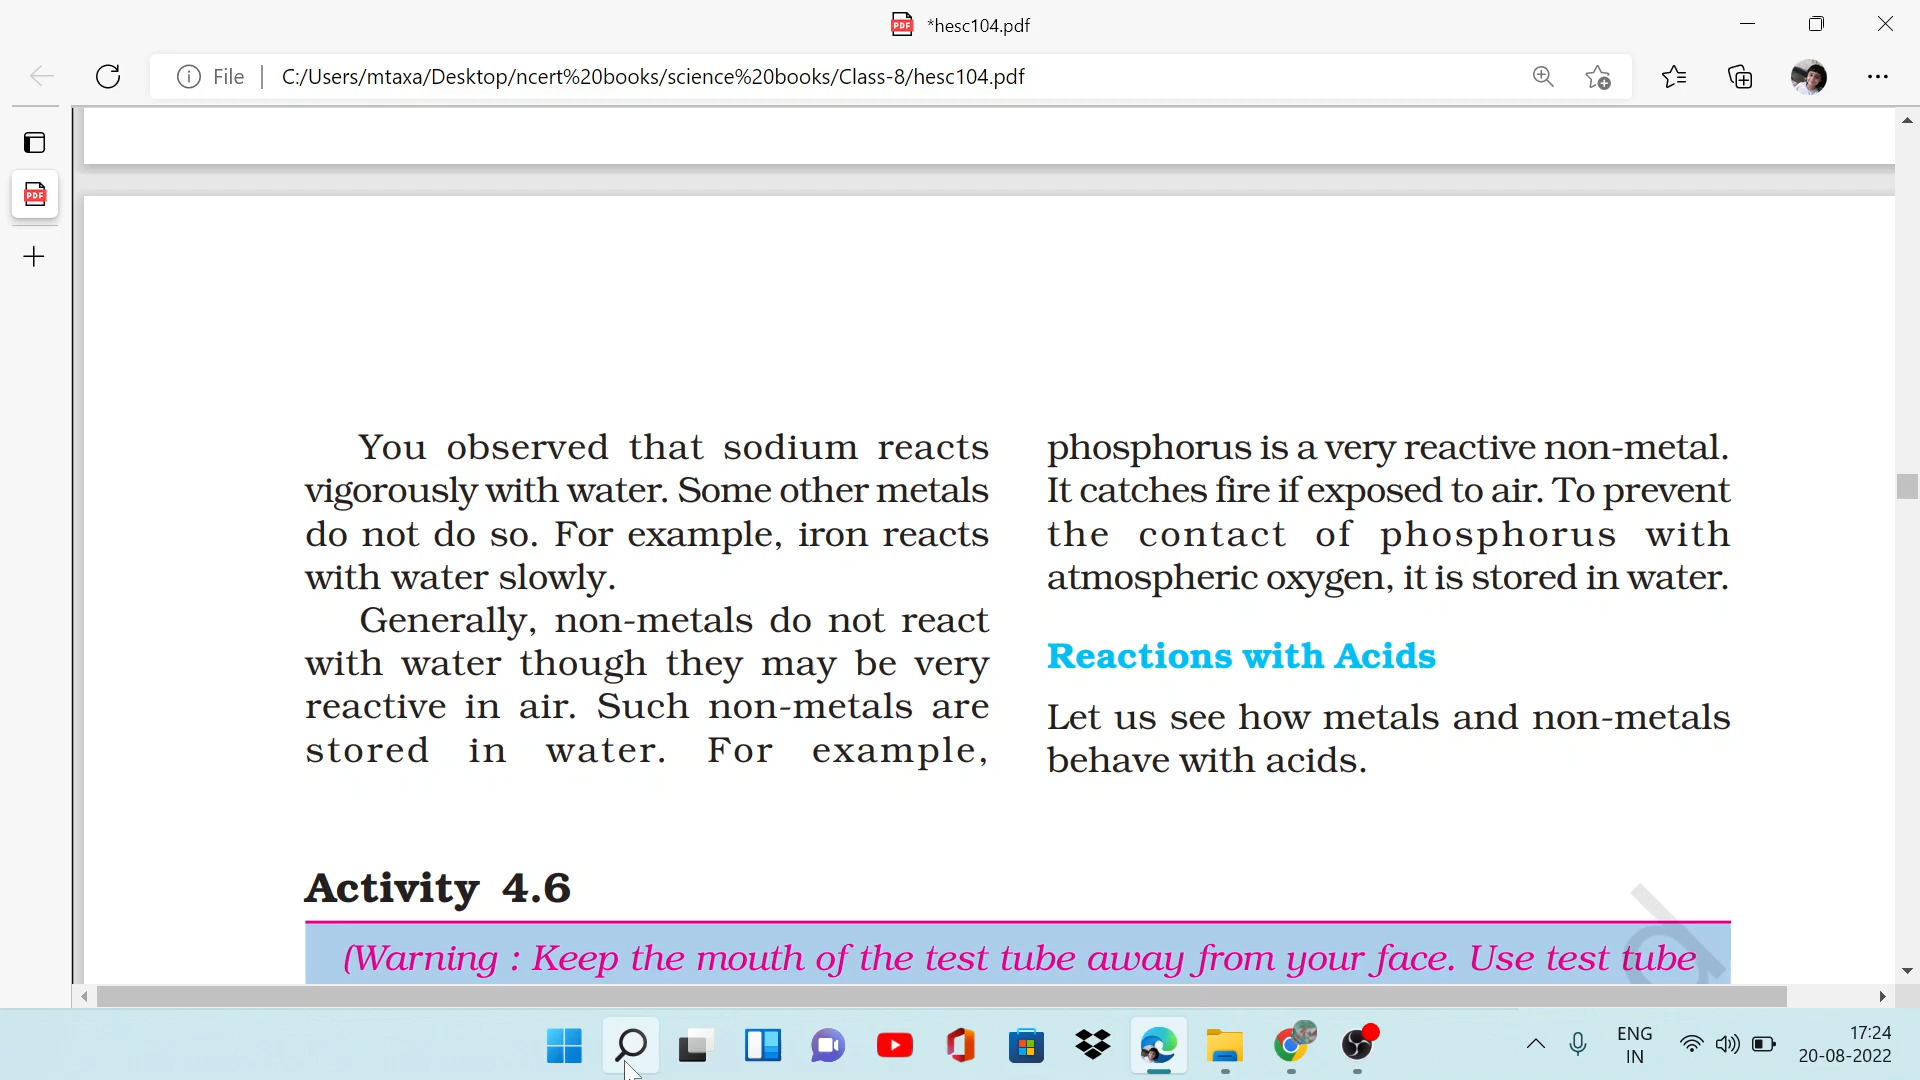 *hesc104.pdf
File
C:/Users/mtaxa/Desktop/ncert%20books/science%20books/Class-8/hesc104.pdf
You observed that sodium reacts
vigorously with water. Some other metals
do not do so. For example, iron reacts
with water slowly.
Generally, non-metals do not react
with water though they may be very
reactive in air. Such non-metals are
stored in water. For example,
phosphorus is a very reactive non-metal.
It catches fire if exposed to air. To prevent
the contact of phosphorus with
atmospheric oxygen, it is stored in water.
Reactions with Acids
Let us see how metals and non-metals
behave with acids.
Activity 4.6
(Warning : Keep the mouth of the test tube away from your face. Use test tube
ENG
IN
17:24
20-08-2022